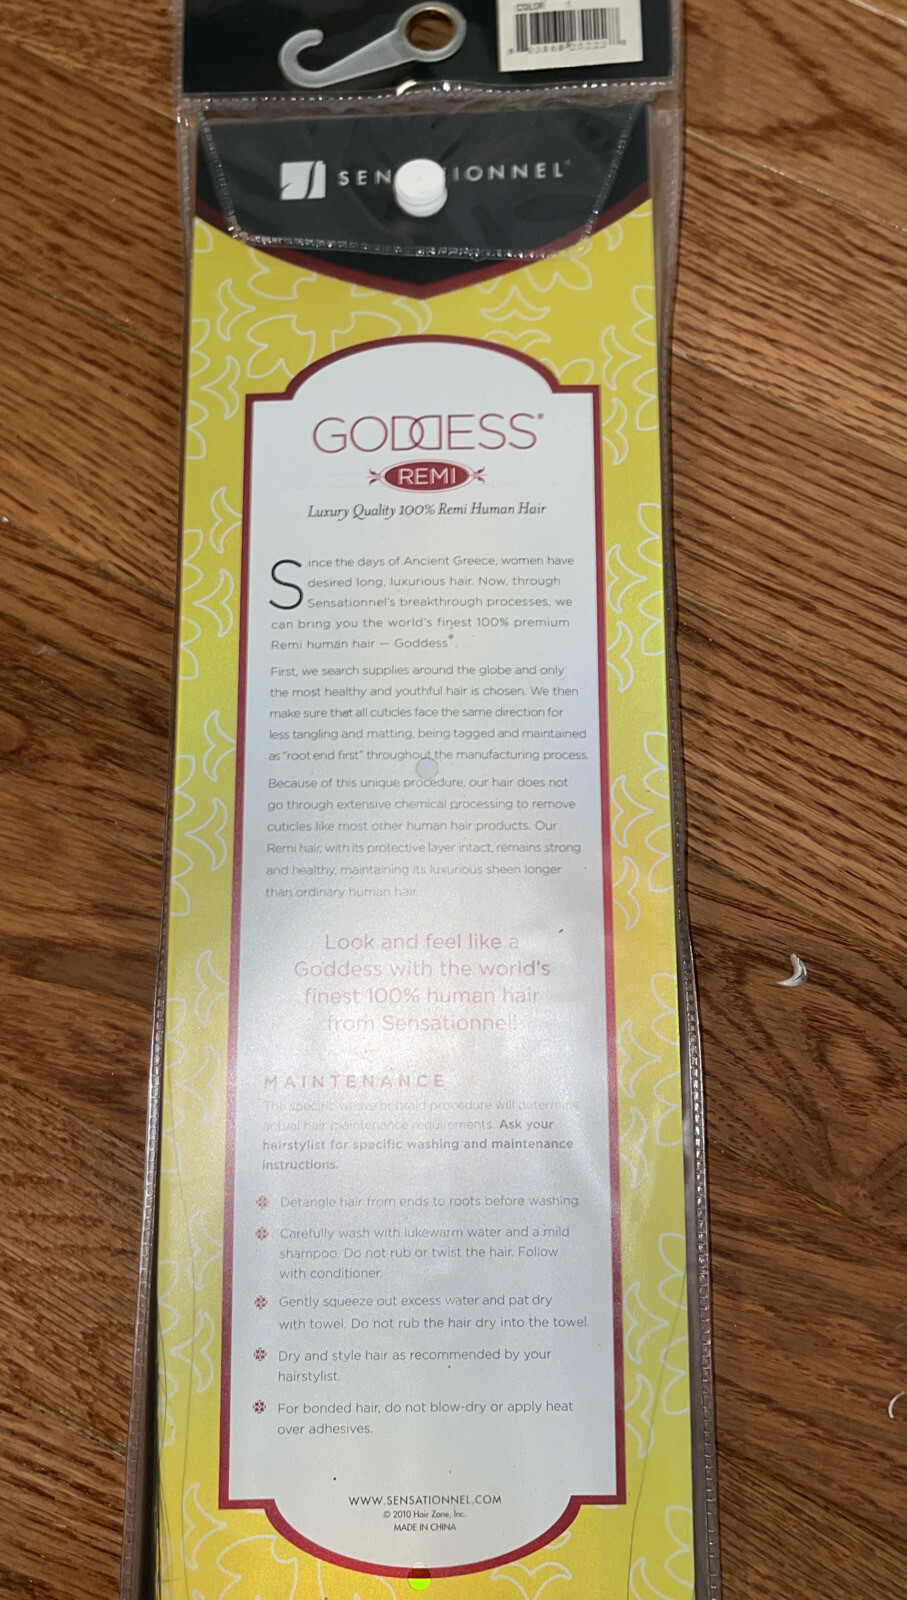 COLOR 1
SENSATIONNEL®
GODDESS®
REMI
Luxury Quality 100% Remi Human Hair
Since the days of Ancient Greece, women have
desired long, luxurious hair. Now, through
Sensationnel's breakthrough processes, we
can bring you the world's finest 100% premium
Remi human hair — Goddess®.
First, we search supplies around the globe and only
the most healthy and youthful hair is chosen. We then
make sure that all cuticles face the same direction for
less tangling and matting, being tagged and maintained
as "root end first" throughout the manufacturing process.
Because of this unique procedure, our hair does not
go through extensive chemical processing to remove
cuticles like most other human hair products. Our
Remi hair, with its protective layer intact, remains strong
and healthy, maintaining its luxurious sheen longer
than ordinary human hair.
Look and feel like a
Goddess with the world's
finest 100% human hair
from Sensationnel!
MAINTENANCE
The specific weave or braid procedure will determine
actual hair maintenance requirements. Ask your
hairstylist for specific washing and maintenance
instructions.
Detangle hair from ends to roots before washing.
Carefully wash with lukewarm water and a mild
shampoo. Do not rub or twist the hair. Follow
with conditioner.
Gently squeeze out excess water and pat dry
with towel. Do not rub the hair dry into the towel.
Dry and style hair as recommended by your
hairstylist.
For bonded hair, do not blow-dry or apply heat
over adhesives.
WWW.SENSATIONNEL.COM
© 2010 Hair Zone, Inc.
MADE IN CHINA